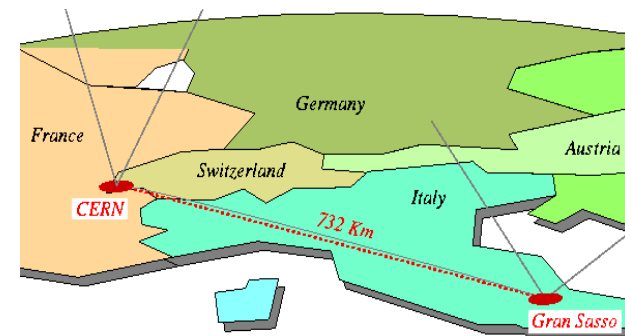 Germany
France
Austria
Switzerland
Italy
CERN
732 Km
Gran Sasso